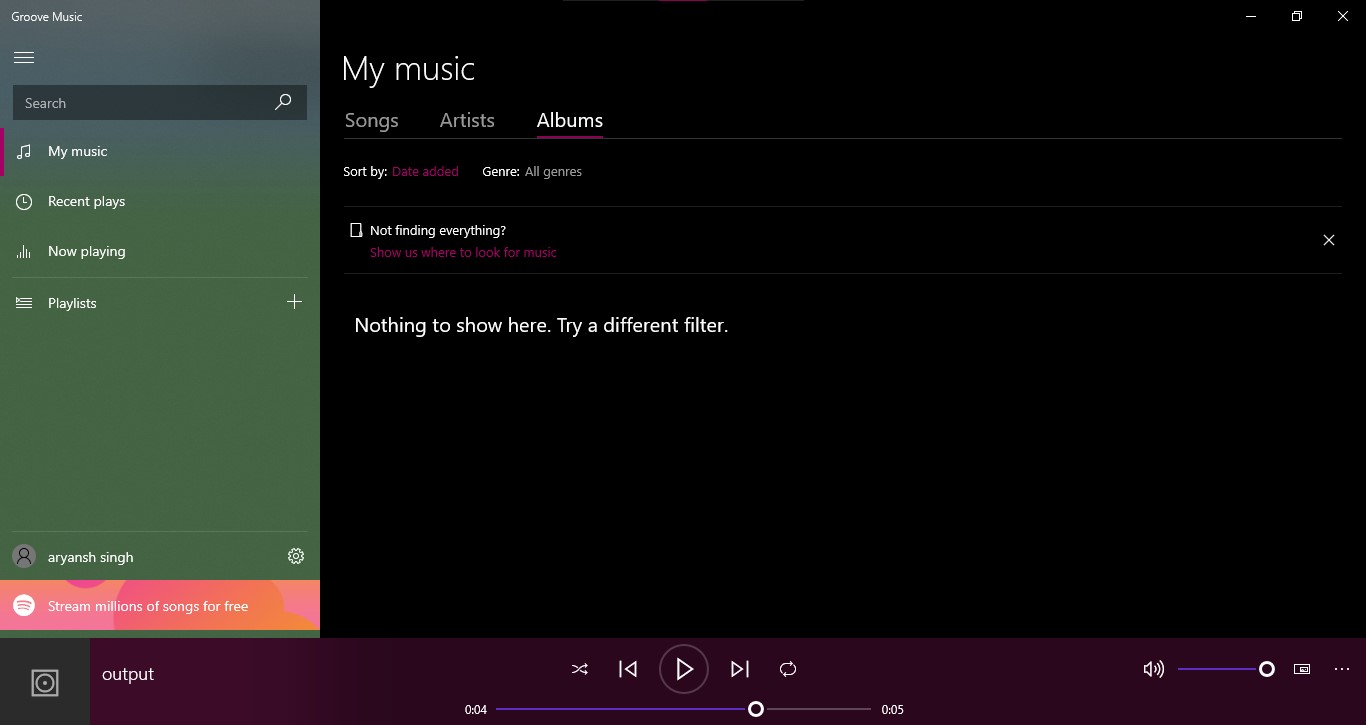 Groove Music
Search
My music
Recent plays
Now playing
Playlists
aryansh singh
Stream millions of songs for free
My music
Songs Artists Albums
Sort by: Date added Genre: All genres
Not finding everything?
Show us where to look for music
Nothing to show here. Try a different filter.
output
0:04 0:05